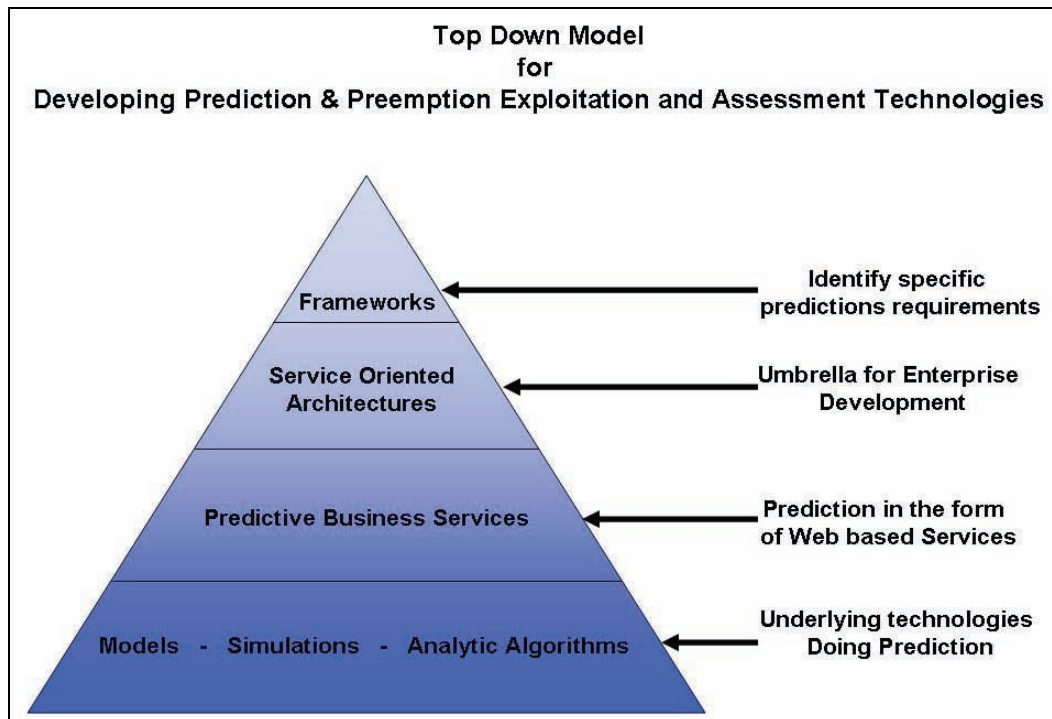 Top Down Model
for
Developing Prediction & Preemption Exploitation and Assessment Technologies
Frameworks
Identify specific
predictions requirements
Service Oriented
Architectures
Umbrella for Enterprise
Development
Predictive Business Services
Prediction in the form
of Web based Services
Models - Simulations - Analytic Algorithms
Underlying technologies
Doing Prediction